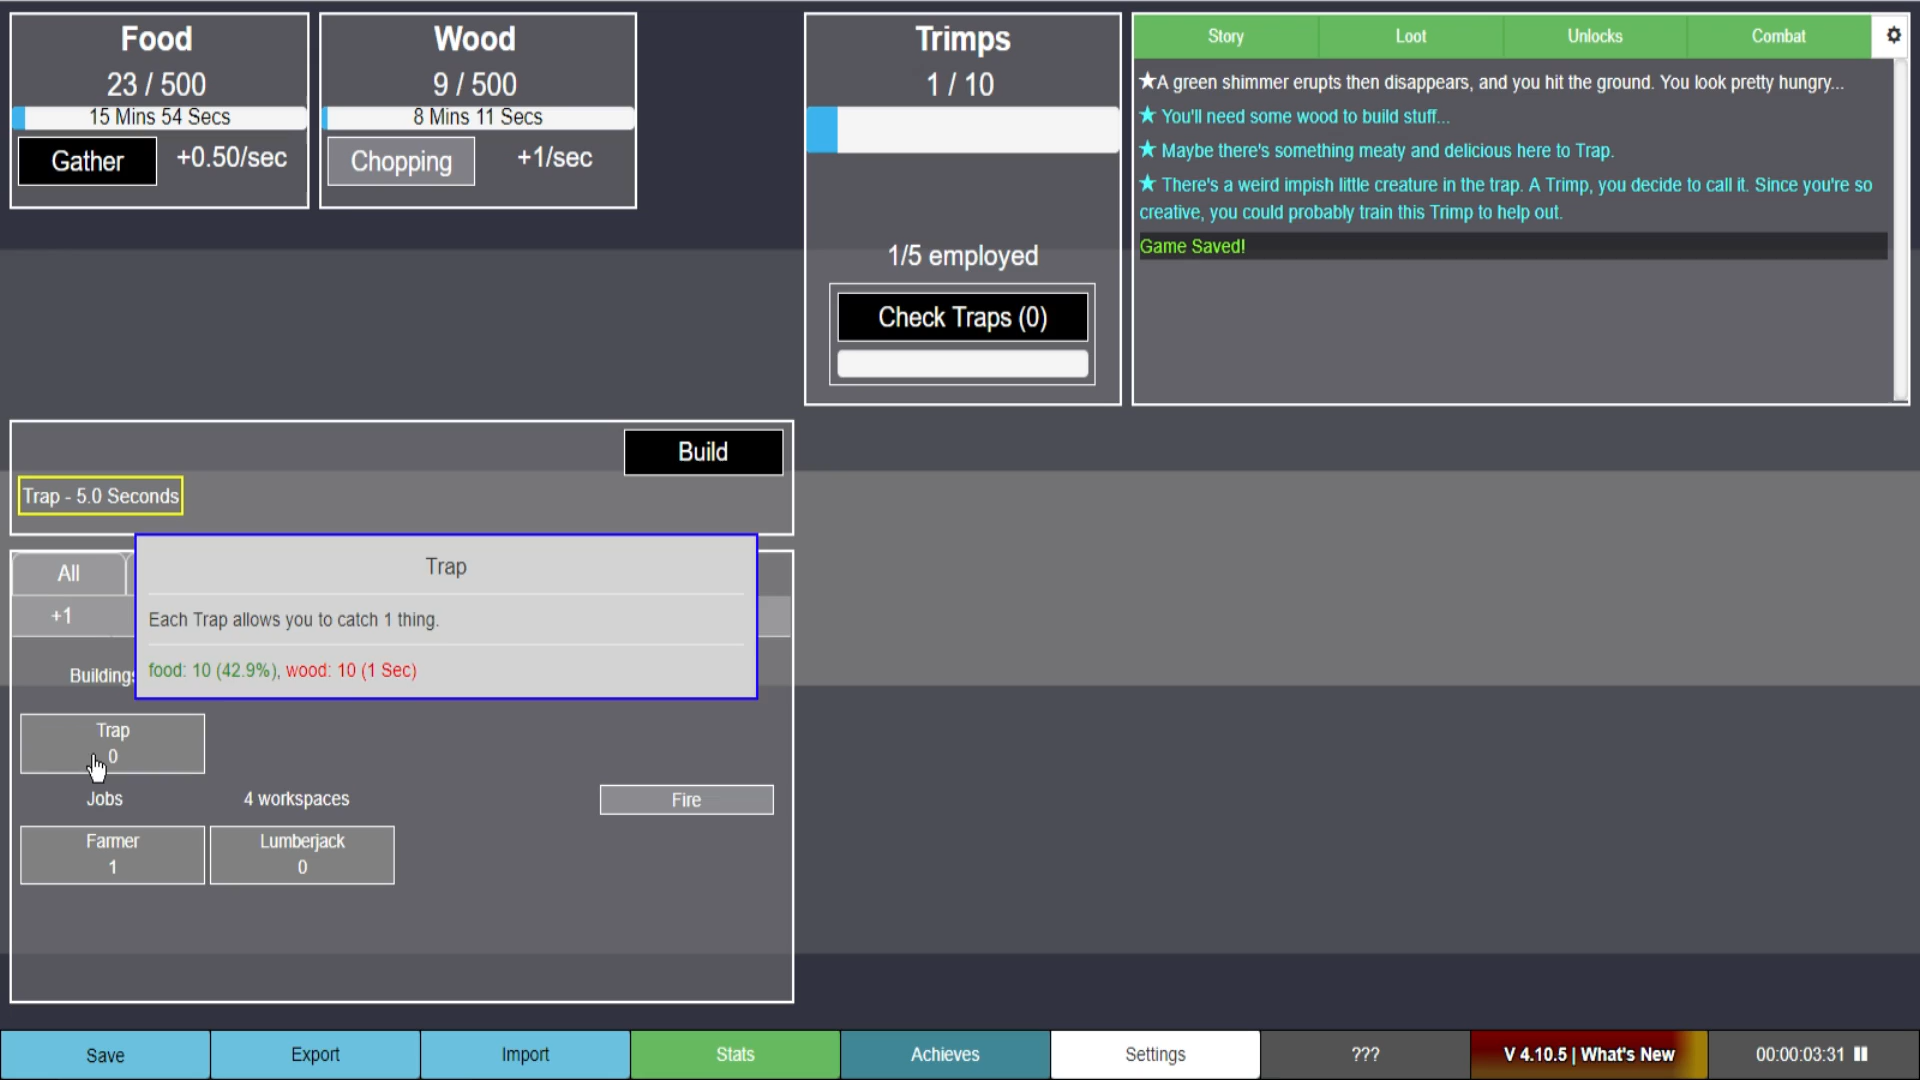 Food
23 / 500
15 Mins 54 Secs
Gather
+0.50/sec
Wood
9 / 500
8 Mins 11 Secs
Chopping
+1/sec
Trimps
1 / 10
1/5 employed
Check Traps (0)
Story
Loot
Unlocks
Combat
★A green shimmer erupts then disappears, and you hit the ground. You look pretty hungry...
★ You'll need some wood to build stuff...
★ Maybe there's something meaty and delicious here to Trap.
★ There's a weird impish little creature in the trap. A Trimp, you decide to call it. Since you're so
creative, you could probably train this Trimp to help out.
Game Saved!
Build
Trap - 5.0 Seconds
All
+1
Trap
Each Trap allows you to catch 1 thing.
food: 10 (42.9%), wood: 10 (1 Sec)
Buildings
Trap
0
Jobs
4 workspaces
Fire
Farmer
1
Lumberjack
0
Save
Export
Import
Stats
Achieves
Settings
???
V 4.10.5 | What's New
00:00:03:31